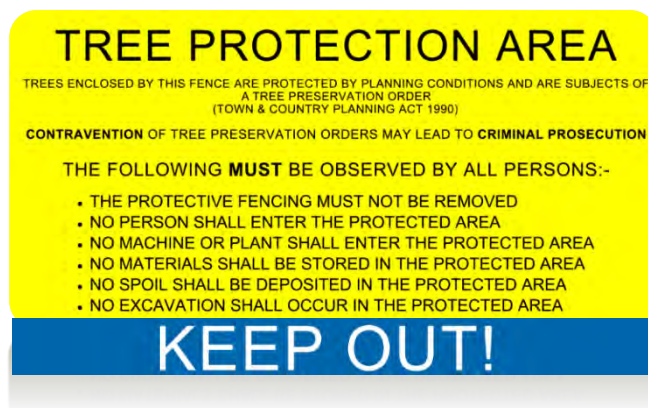 TREE PROTECTION AREA
TREES ENCLOSED BY THIS FENCE ARE PROTECTED BY PLANNING CONDITIONS AND ARE SUBJECTS OF
A TREE PRESERVATION ORDER
(TOWN & COUNTRY PLANNING ACT 1990)
CONTRAVENTION OF TREE PRESERVATION ORDERS MAY LEAD TO CRIMINAL PROSECUTION
THE FOLLOWING MUST BE OBSERVED BY ALL PERSONS:-
• THE PROTECTIVE FENCING MUST NOT BE REMOVED
• NO PERSON SHALL ENTER THE PROTECTED AREA
• NO MACHINE OR PLANT SHALL ENTER THE PROTECTED AREA
• NO MATERIALS SHALL BE STORED IN THE PROTECTED AREA
• NO SPOIL SHALL BE DEPOSITED IN THE PROTECTED AREA
• NO EXCAVATION SHALL OCCUR IN THE PROTECTED AREA
KEEP OUT!